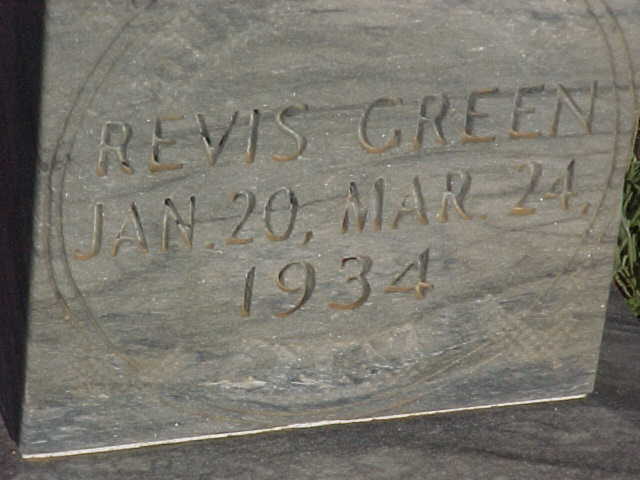 REVIS GREEN
JAN. 20, MAR. 24,
1934